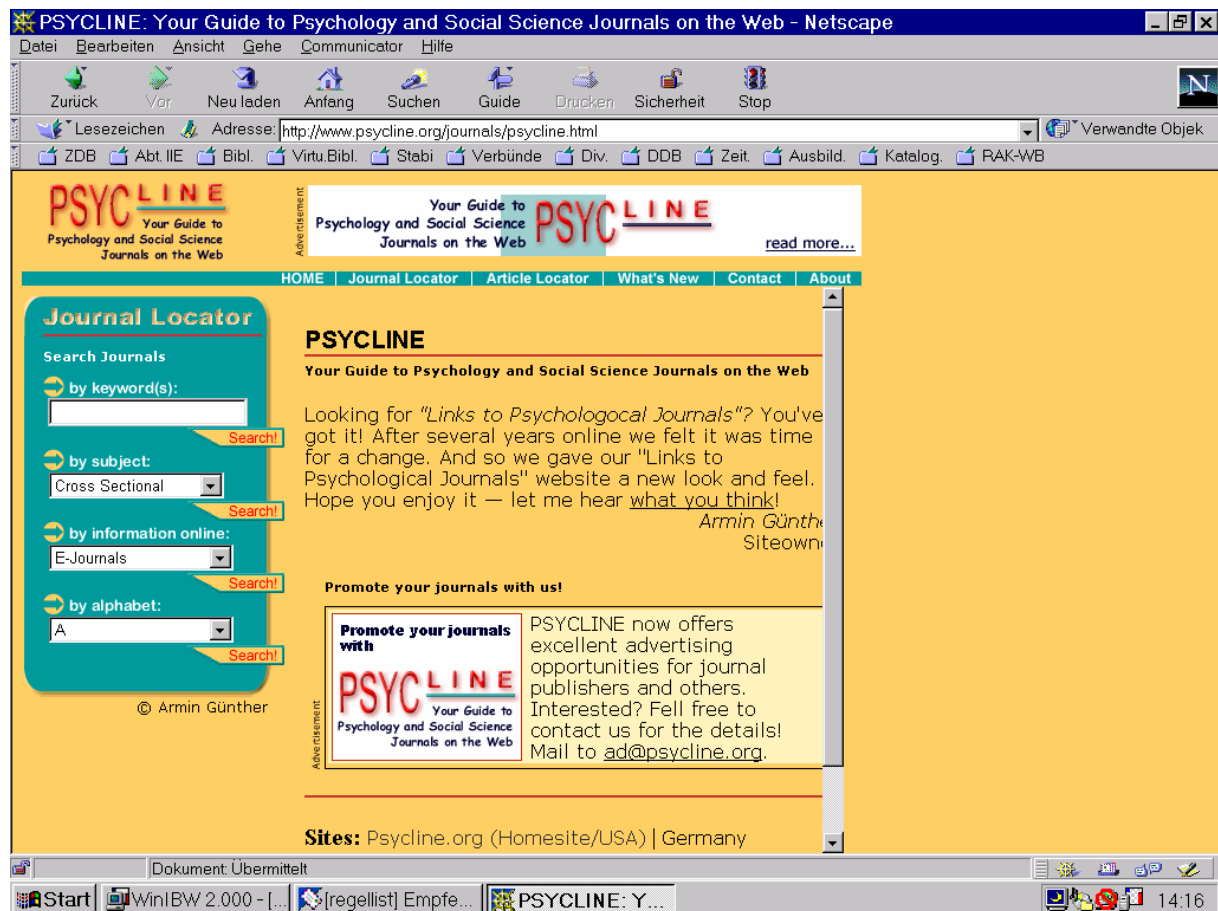 PSYCLINE: Your Guide to Psychology and Social Science Journals on the Web - Netscape
Datei Bearbeiten Ansicht Gehe Communicator Hilfe
Zurück Vor Neu laden Anfang Suchen Guide Drucken Sicherheit Stop
N
Lesezeichen Adresse: http://www.psycline.org/journals/psycline.html Verwandte Objek
ZDB Abt. IIE Bibl. Virtu.Bibl. Stabi Verbünde Div. DDB Zeit. Ausbild. Katalog. RAK-WB
PSYCLINE
Your Guide to
Psychology and Social Science
Journals on the Web
Advertisement
Your Guide to
Psychology and Social Science
Journals on the Web
PSYCLINE
read more...
HOME | Journal Locator | Article Locator | What's New | Contact | About
Journal Locator
Search Journals
by keyword(s):
Search!
by subject:
Cross Sectional
Search!
by information online:
E-Journals
Search!
by alphabet:
A
Search!
© Armin Günther
PSYCLINE
Your Guide to Psychology and Social Science Journals on the Web
Looking for "Links to Psychologocal Journals"? You've
got it! After several years online we felt it was time
for a change. And so we gave our "Links to
Psychological Journals" website a new look and feel.
Hope you enjoy it — let me hear what you think!
Armin Günthe
Siteown
Promote your journals with us!
Advertisement
Promote your journals
with
PSYCLINE
Your Guide to
Psychology and Social Science
Journals on the Web
PSYCLINE now offers
excellent advertising
opportunities for journal
publishers and others.
Interested? Fell free to
contact us for the details!
Mail to ad@psycline.org.
Sites: Psycline.org (Homesite/USA) | Germany
Dokument: Übermittelt
Start WinIBW 2.000 - [... [regellist] Empfe... PSYCLINE: Y... 14:16